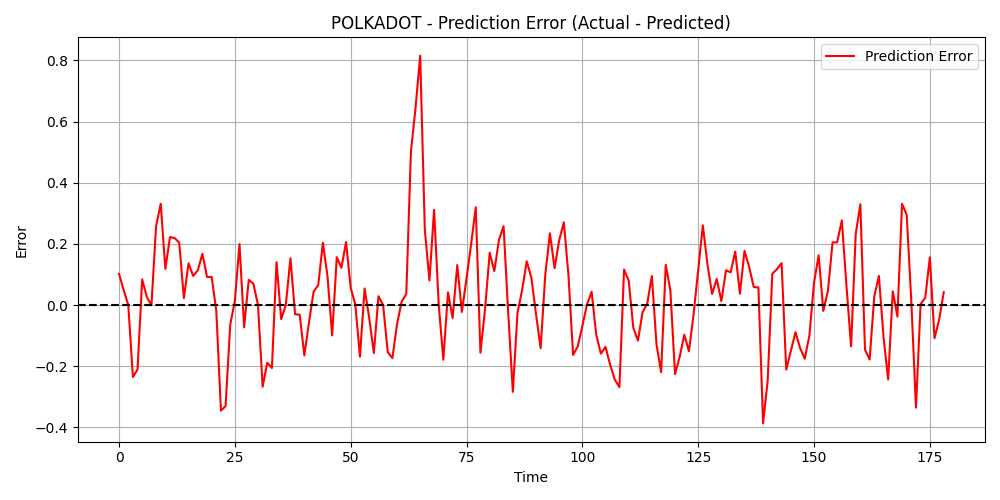 POLKADOT - Prediction Error (Actual - Predicted)
Prediction Error
Error
0.8
0.6
0.4
0.2
0.0
−0.2
−0.4
0 25 50 75 100 125 150 175
Time